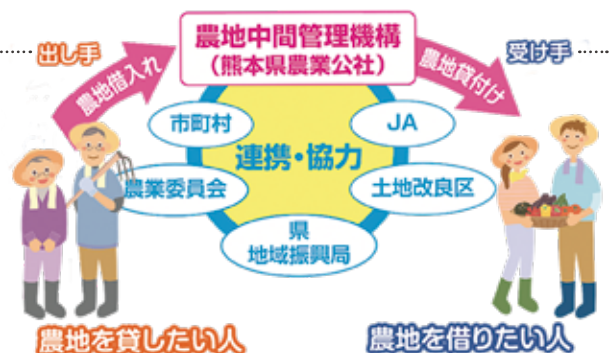 農地中間管理機構
(熊本県農業公社)
出し手
受け手
農地借入れ
農地貸付け
市町村
JA
連携・協力
農業委員会
土地改良区
県
地域振興局
農地を貸したい人
農地を借りたい人